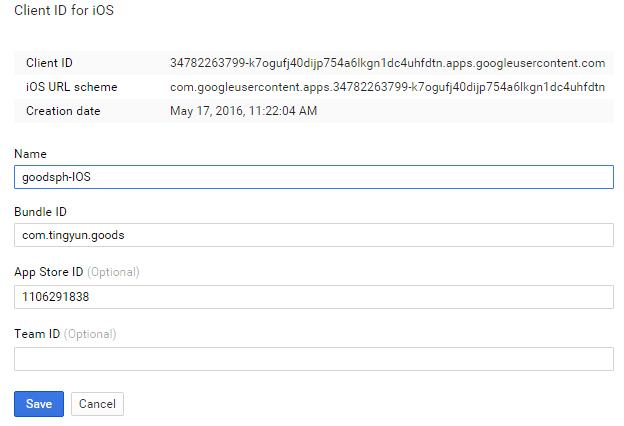 Client ID for iOS
Client ID 34782263799-k7ogufj40dijp754a6lkgn1dc4uhfdtn.apps.googleusercontent.com
iOS URL scheme com.googleusercontent.apps.34782263799-k7ogufj40dijp754a6lkgn1dc4uhfdtn
Creation date May 17, 2016, 11:22:04 AM
Name
goodsph-IOS
Bundle ID
com.tingyun.goods
App Store ID (Optional)
1106291838
Team ID (Optional)
Save Cancel